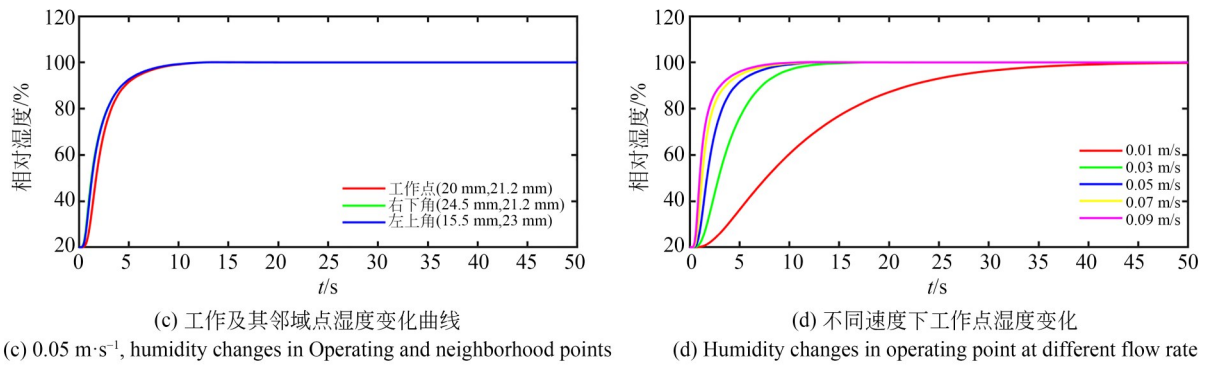 120
100
80
60
40
20
相对湿度/%
工作点(20 mm,21.2 mm)
右下角(24.5 mm,21.2 mm)
左上角(15.5 mm,23 mm)
0 5 10 15 20 25 30 35 40 45 50
t/s
(c) 工作及其邻域点湿度变化曲线
(c) 0.05 m·s⁻¹, humidity changes in Operating and neighborhood points
120
100
80
60
40
20
相对湿度/%
0.01 m/s
0.03 m/s
0.05 m/s
0.07 m/s
0.09 m/s
0 5 10 15 20 25 30 35 40 45 50
t/s
(d) 不同速度下工作点湿度变化
(d) Humidity changes in operating point at different flow rate